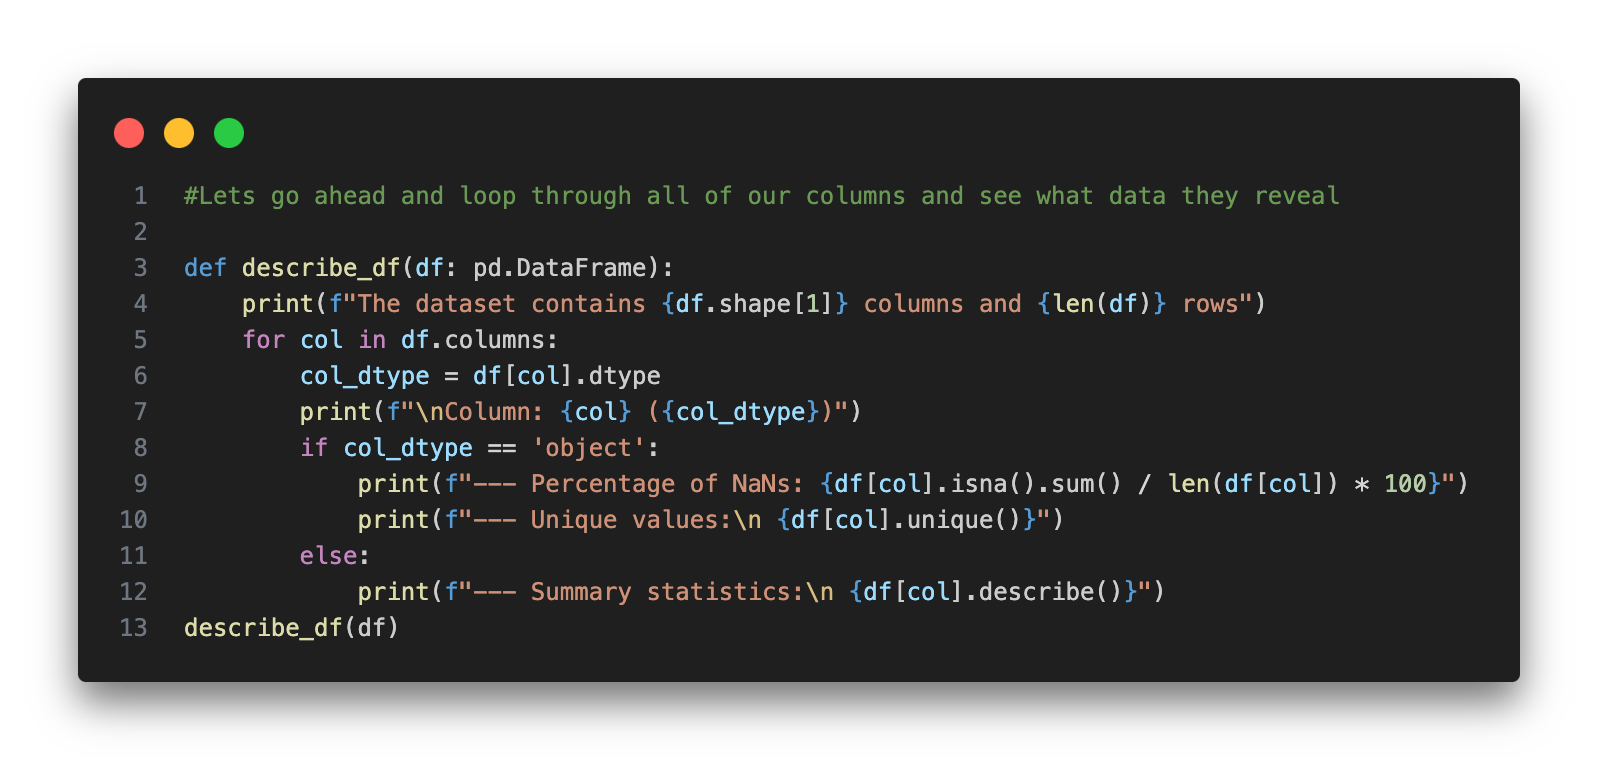 1 #Lets go ahead and loop through all of our columns and see what data they reveal
2
3 def describe_df(df: pd.DataFrame):
4     print(f"The dataset contains {df.shape[1]} columns and {len(df)} rows")
5     for col in df.columns:
6         col_dtype = df[col].dtype
7         print(f"\nColumn: {col} ({col_dtype})")
8         if col_dtype == 'object':
9             print(f"--- Percentage of NaNs: {df[col].isna().sum() / len(df[col]) * 100}")
10             print(f"--- Unique values:\n {df[col].unique()}")
11         else:
12             print(f"--- Summary statistics:\n {df[col].describe()}")
13 describe_df(df)